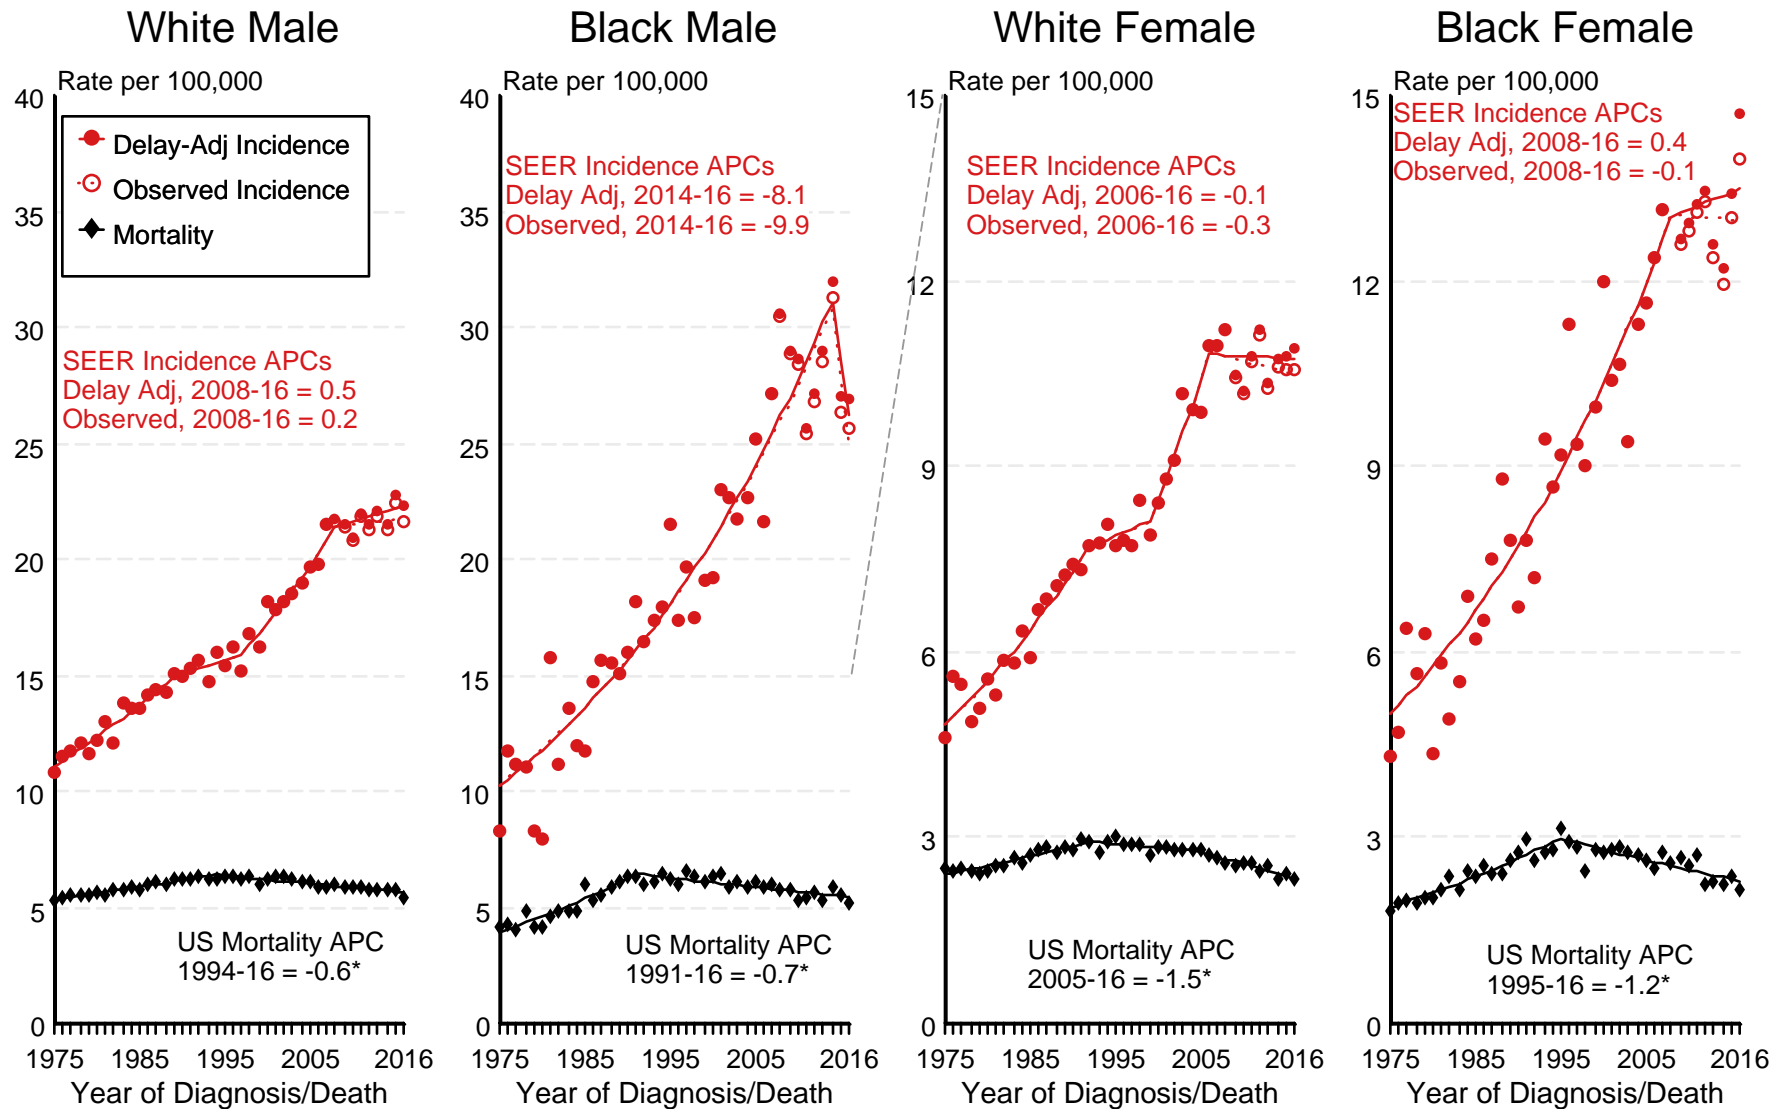 White Male
Rate per 100,000
40
35
30
25
20
15
10
5
0
Delay-Adj Incidence
Observed Incidence
Mortality
SEER Incidence APCs
Delay Adj, 2008-16 = 0.5
Observed, 2008-16 = 0.2
US Mortality APC
1994-16 = -0.6*
1975 1985 1995 2005 2016
Year of Diagnosis/Death
Black Male
Rate per 100,000
40
35
30
25
20
15
10
5
0
SEER Incidence APCs
Delay Adj, 2014-16 = -8.1
Observed, 2014-16 = -9.9
US Mortality APC
1991-16 = -0.7*
1975 1985 1995 2005 2016
Year of Diagnosis/Death
White Female
Rate per 100,000
15
12
9
6
3
0
SEER Incidence APCs
Delay Adj, 2006-16 = -0.1
Observed, 2006-16 = -0.3
US Mortality APC
2005-16 = -1.5*
1975 1985 1995 2005 2016
Year of Diagnosis/Death
Black Female
Rate per 100,000
15
12
9
6
3
0
SEER Incidence APCs
Delay Adj, 2008-16 = 0.4
Observed, 2008-16 = -0.1
US Mortality APC
1995-16 = -1.2*
1975 1985 1995 2005 2016
Year of Diagnosis/Death